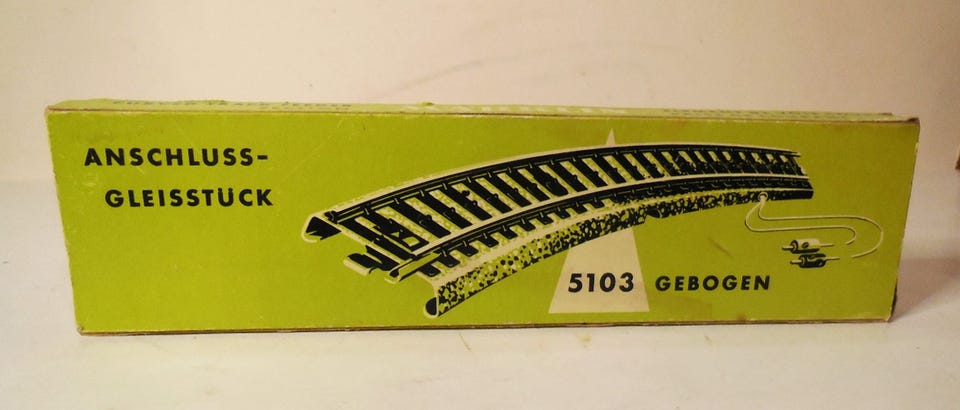 ANSCHLUSS-
GLEISSTÜCK
5103 GEBOGEN